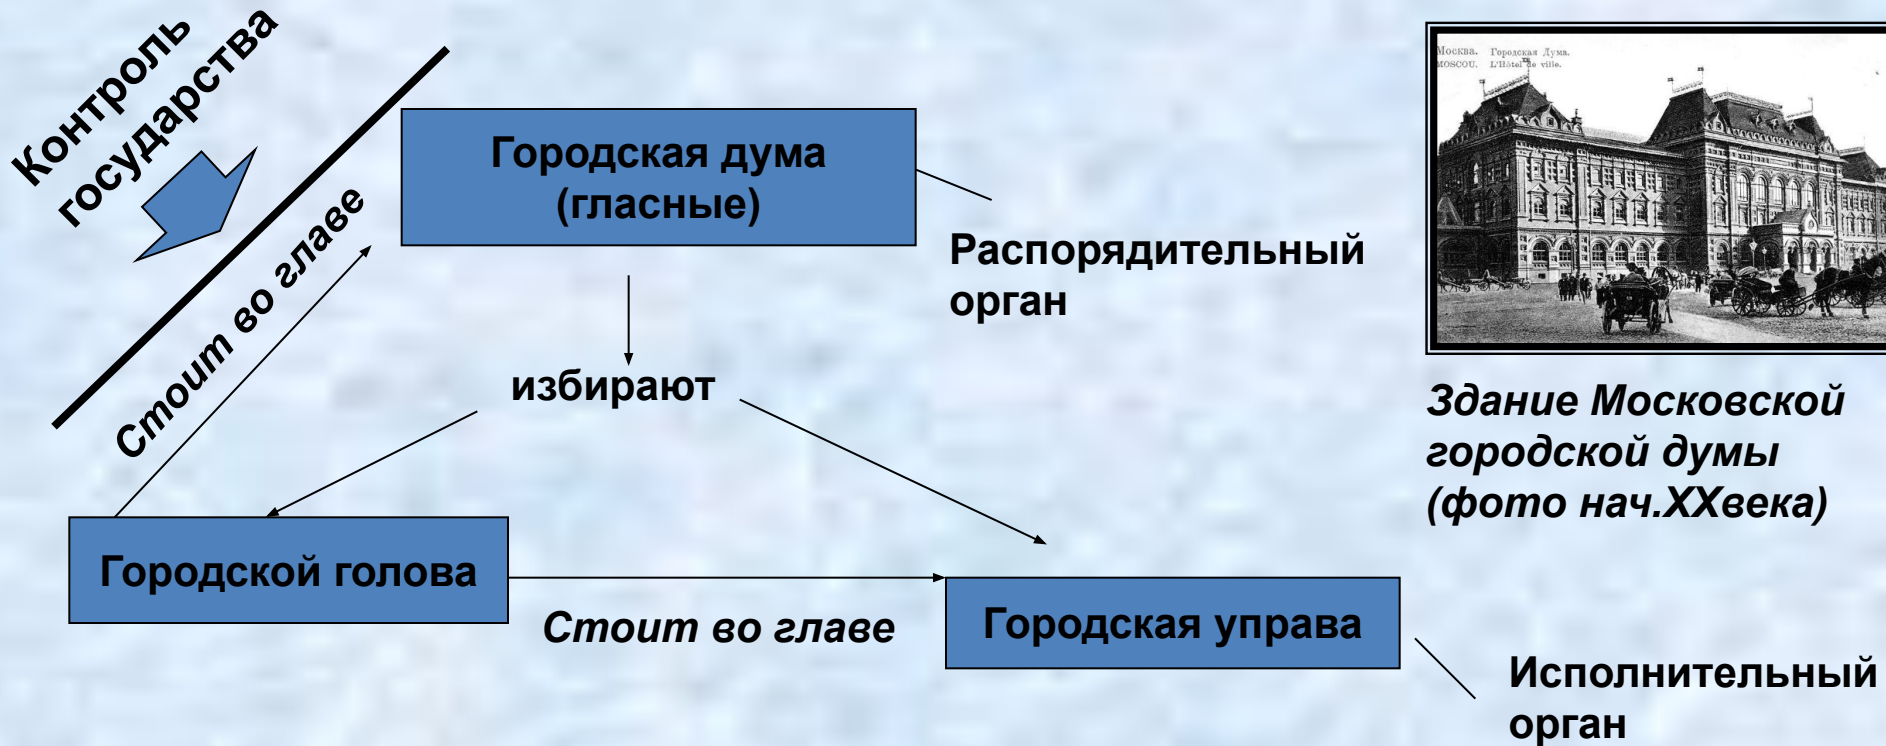 Контроль
государства
Городская дума
(гласные)
Распорядительный
орган
Стоит во главе
избирают
Городской голова
Стоит во главе
Городская управа
Исполнительный
орган
Москва. Городская Дума.
MOSCOU. L'Hôtel de ville.
Здание Московской
городской думы
(фото нач.XXвека)